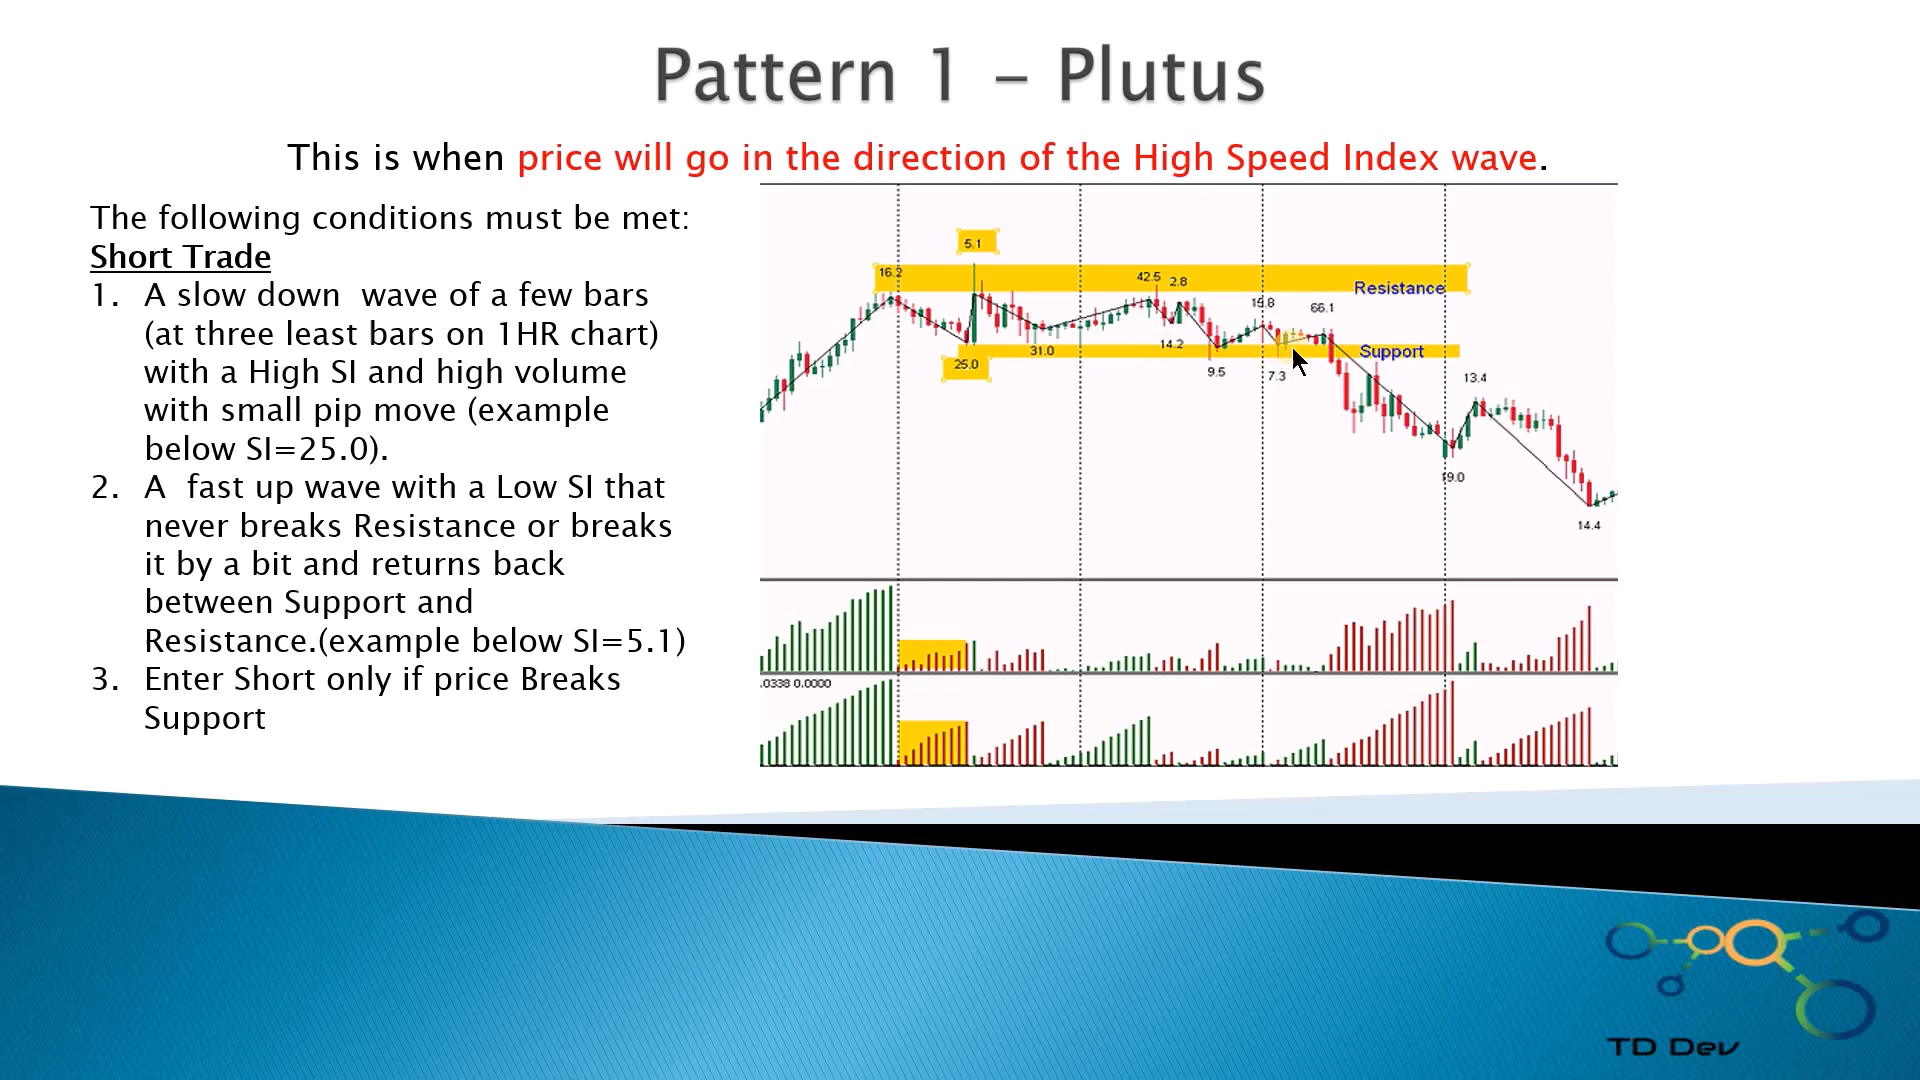 Pattern 1 – Plutus
This is when price will go in the direction of the High Speed Index wave.
The following conditions must be met:
Short Trade
1. A slow down  wave of a few bars
(at three least bars on 1HR chart)
with a High SI and high volume
with small pip move (example
below SI=25.0).
2. A  fast up wave with a Low SI that
never breaks Resistance or breaks
it by a bit and returns back
between Support and
Resistance.(example below SI=5.1)
3. Enter Short only if price Breaks
Support
5.1
16.2
42.5
2.8
Resistance
15.8
66.1
31.0
14.2
Support
25.0
9.5
7.3
13.4
19.0
14.4
.0338 0.0000
TD Dev